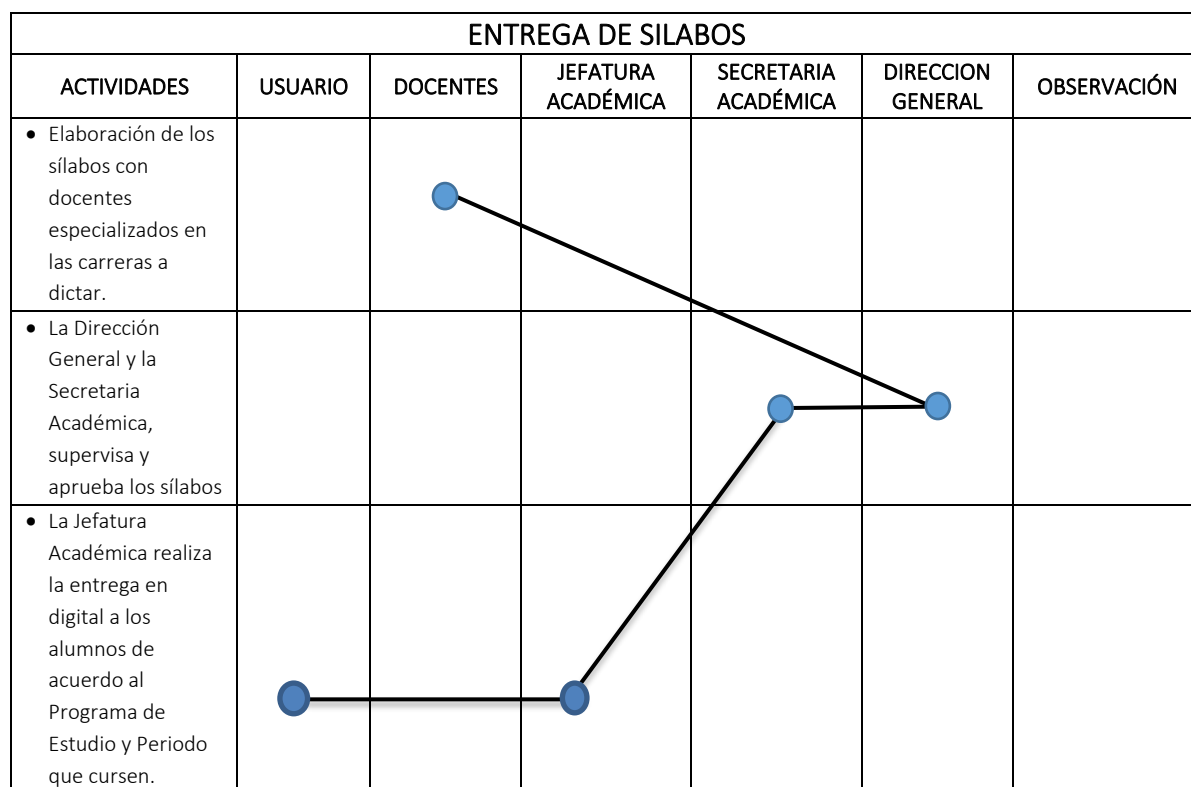 ENTREGA DE SILABOS
ACTIVIDADES
USUARIO
DOCENTES
JEFATURA
ACADÉMICA
SECRETARIA
ACADÉMICA
DIRECCION
GENERAL
OBSERVACIÓN
• Elaboración de los
sílabos con
docentes
especializados en
las carreras a
dictar.
• La Dirección
General y la
Secretaria
Académica,
supervisa y
aprueba los sílabos
• La Jefatura
Académica realiza
la entrega en
digital a los
alumnos de
acuerdo al
Programa de
Estudio y Periodo
que cursen.